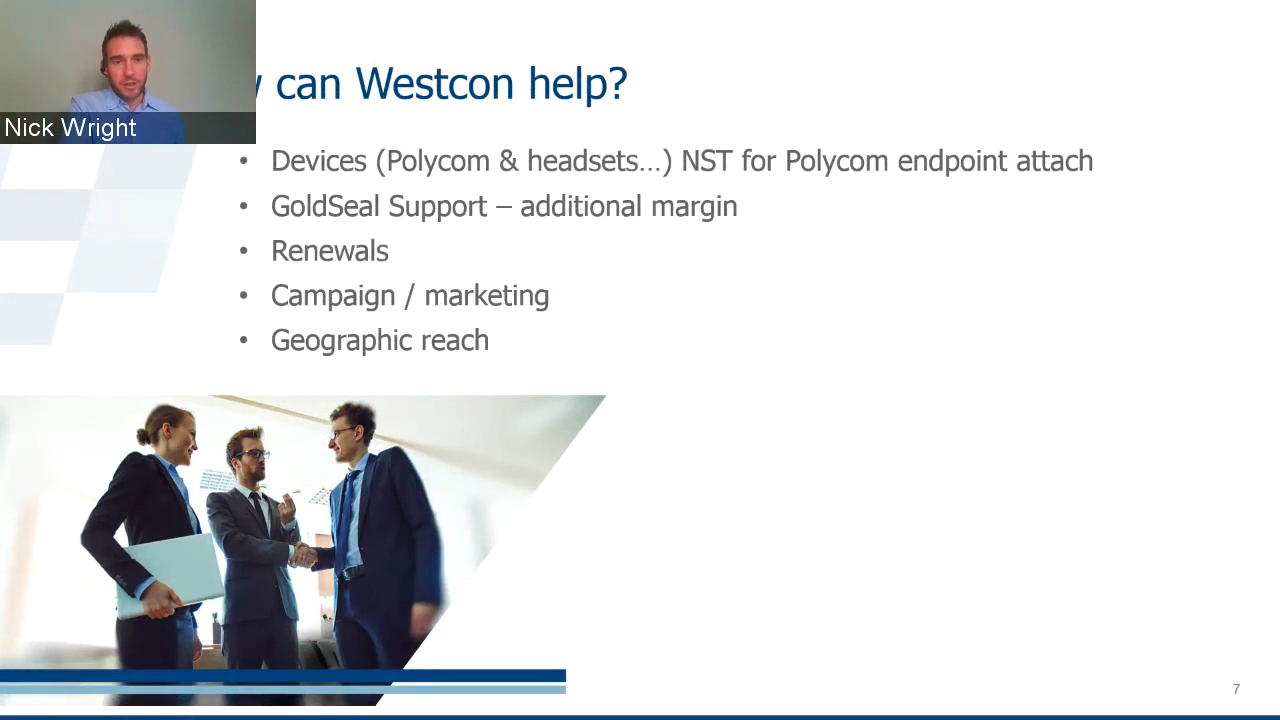 Nick Wright
can Westcon help?
• Devices (Polycom & headsets…) NST for Polycom endpoint attach
• GoldSeal Support – additional margin
• Renewals
• Campaign / marketing
• Geographic reach
7